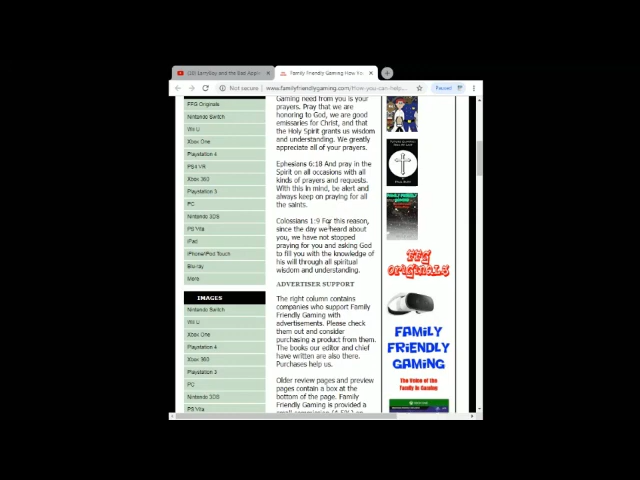 Family Friendly Gaming How Yo
Not secure
www.familyfriendlygaming.com/How-you-can-help...
Paused
FFG Originals
Nintendo Switch
Wii U
Xbox One
Playstation 4
PS4 VR
Xbox 360
Playstation 3
PC
Nintendo 3DS
PS Vita
iPad
iPhone/iPod Touch
Blu-ray
More
IMAGES
Nintendo Switch
Wii U
Xbox One
Playstation 4
Xbox 360
Playstation 3
PC
Nintendo 3DS
PS Vita
Gaming need from you is your
prayers. Pray that we are
honoring to God, we are good
emissaries for Christ, and that
the Holy Spirit grants us wisdom
and understanding. We greatly
appreciate all of your prayers.
Ephesians 6:18 And pray in the
Spirit on all occasions with all
kinds of prayers and requests.
With this in mind, be alert and
always keep on praying for all
the saints.
Colossians 1:9 For this reason,
since the day we heard about
you, we have not stopped
praying for you and asking God
to fill you with the knowledge of
his will through all spiritual
wisdom and understanding.
ADVERTISER SUPPORT
The right column contains
companies who support Family
Friendly Gaming with
advertisements. Please check
them out and consider
purchasing a product from them.
The books our editor and chief
have written are also there.
Purchases help us.
Older review pages and preview
pages contain a box at the
bottom of the page. Family
Friendly Gaming is provided a
FFG
ORIGINALS
FAMILY
FRIENDLY
GAMING
The Voice of the
Family in Gaming